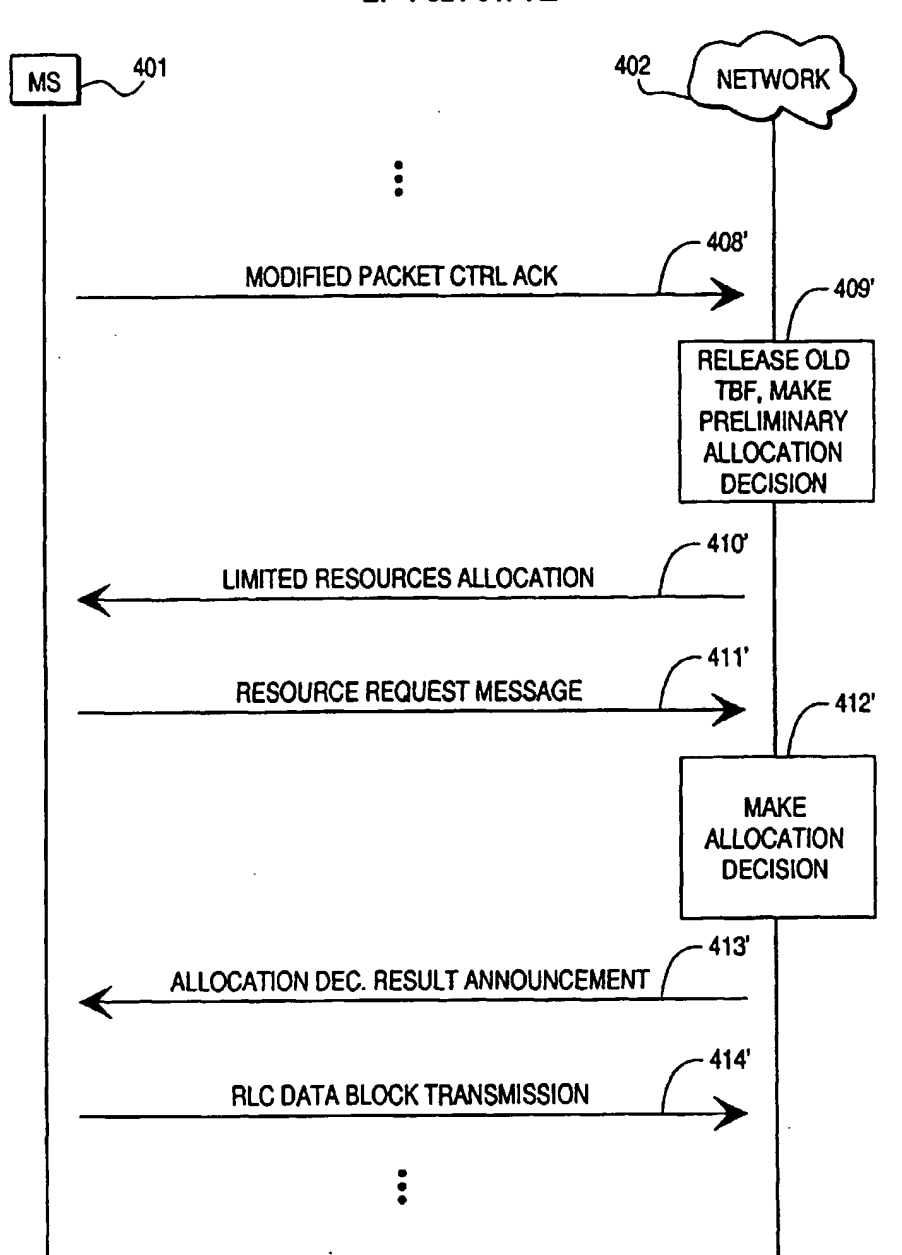 MS
401
402
NETWORK
408'
MODIFIED PACKET CTRL ACK
409'
RELEASE OLD
TBF, MAKE
PRELIMINARY
ALLOCATION
DECISION
410'
LIMITED RESOURCES ALLOCATION
411'
RESOURCE REQUEST MESSAGE
412'
MAKE
ALLOCATION
DECISION
413'
ALLOCATION DEC. RESULT ANNOUNCEMENT
414'
RLC DATA BLOCK TRANSMISSION